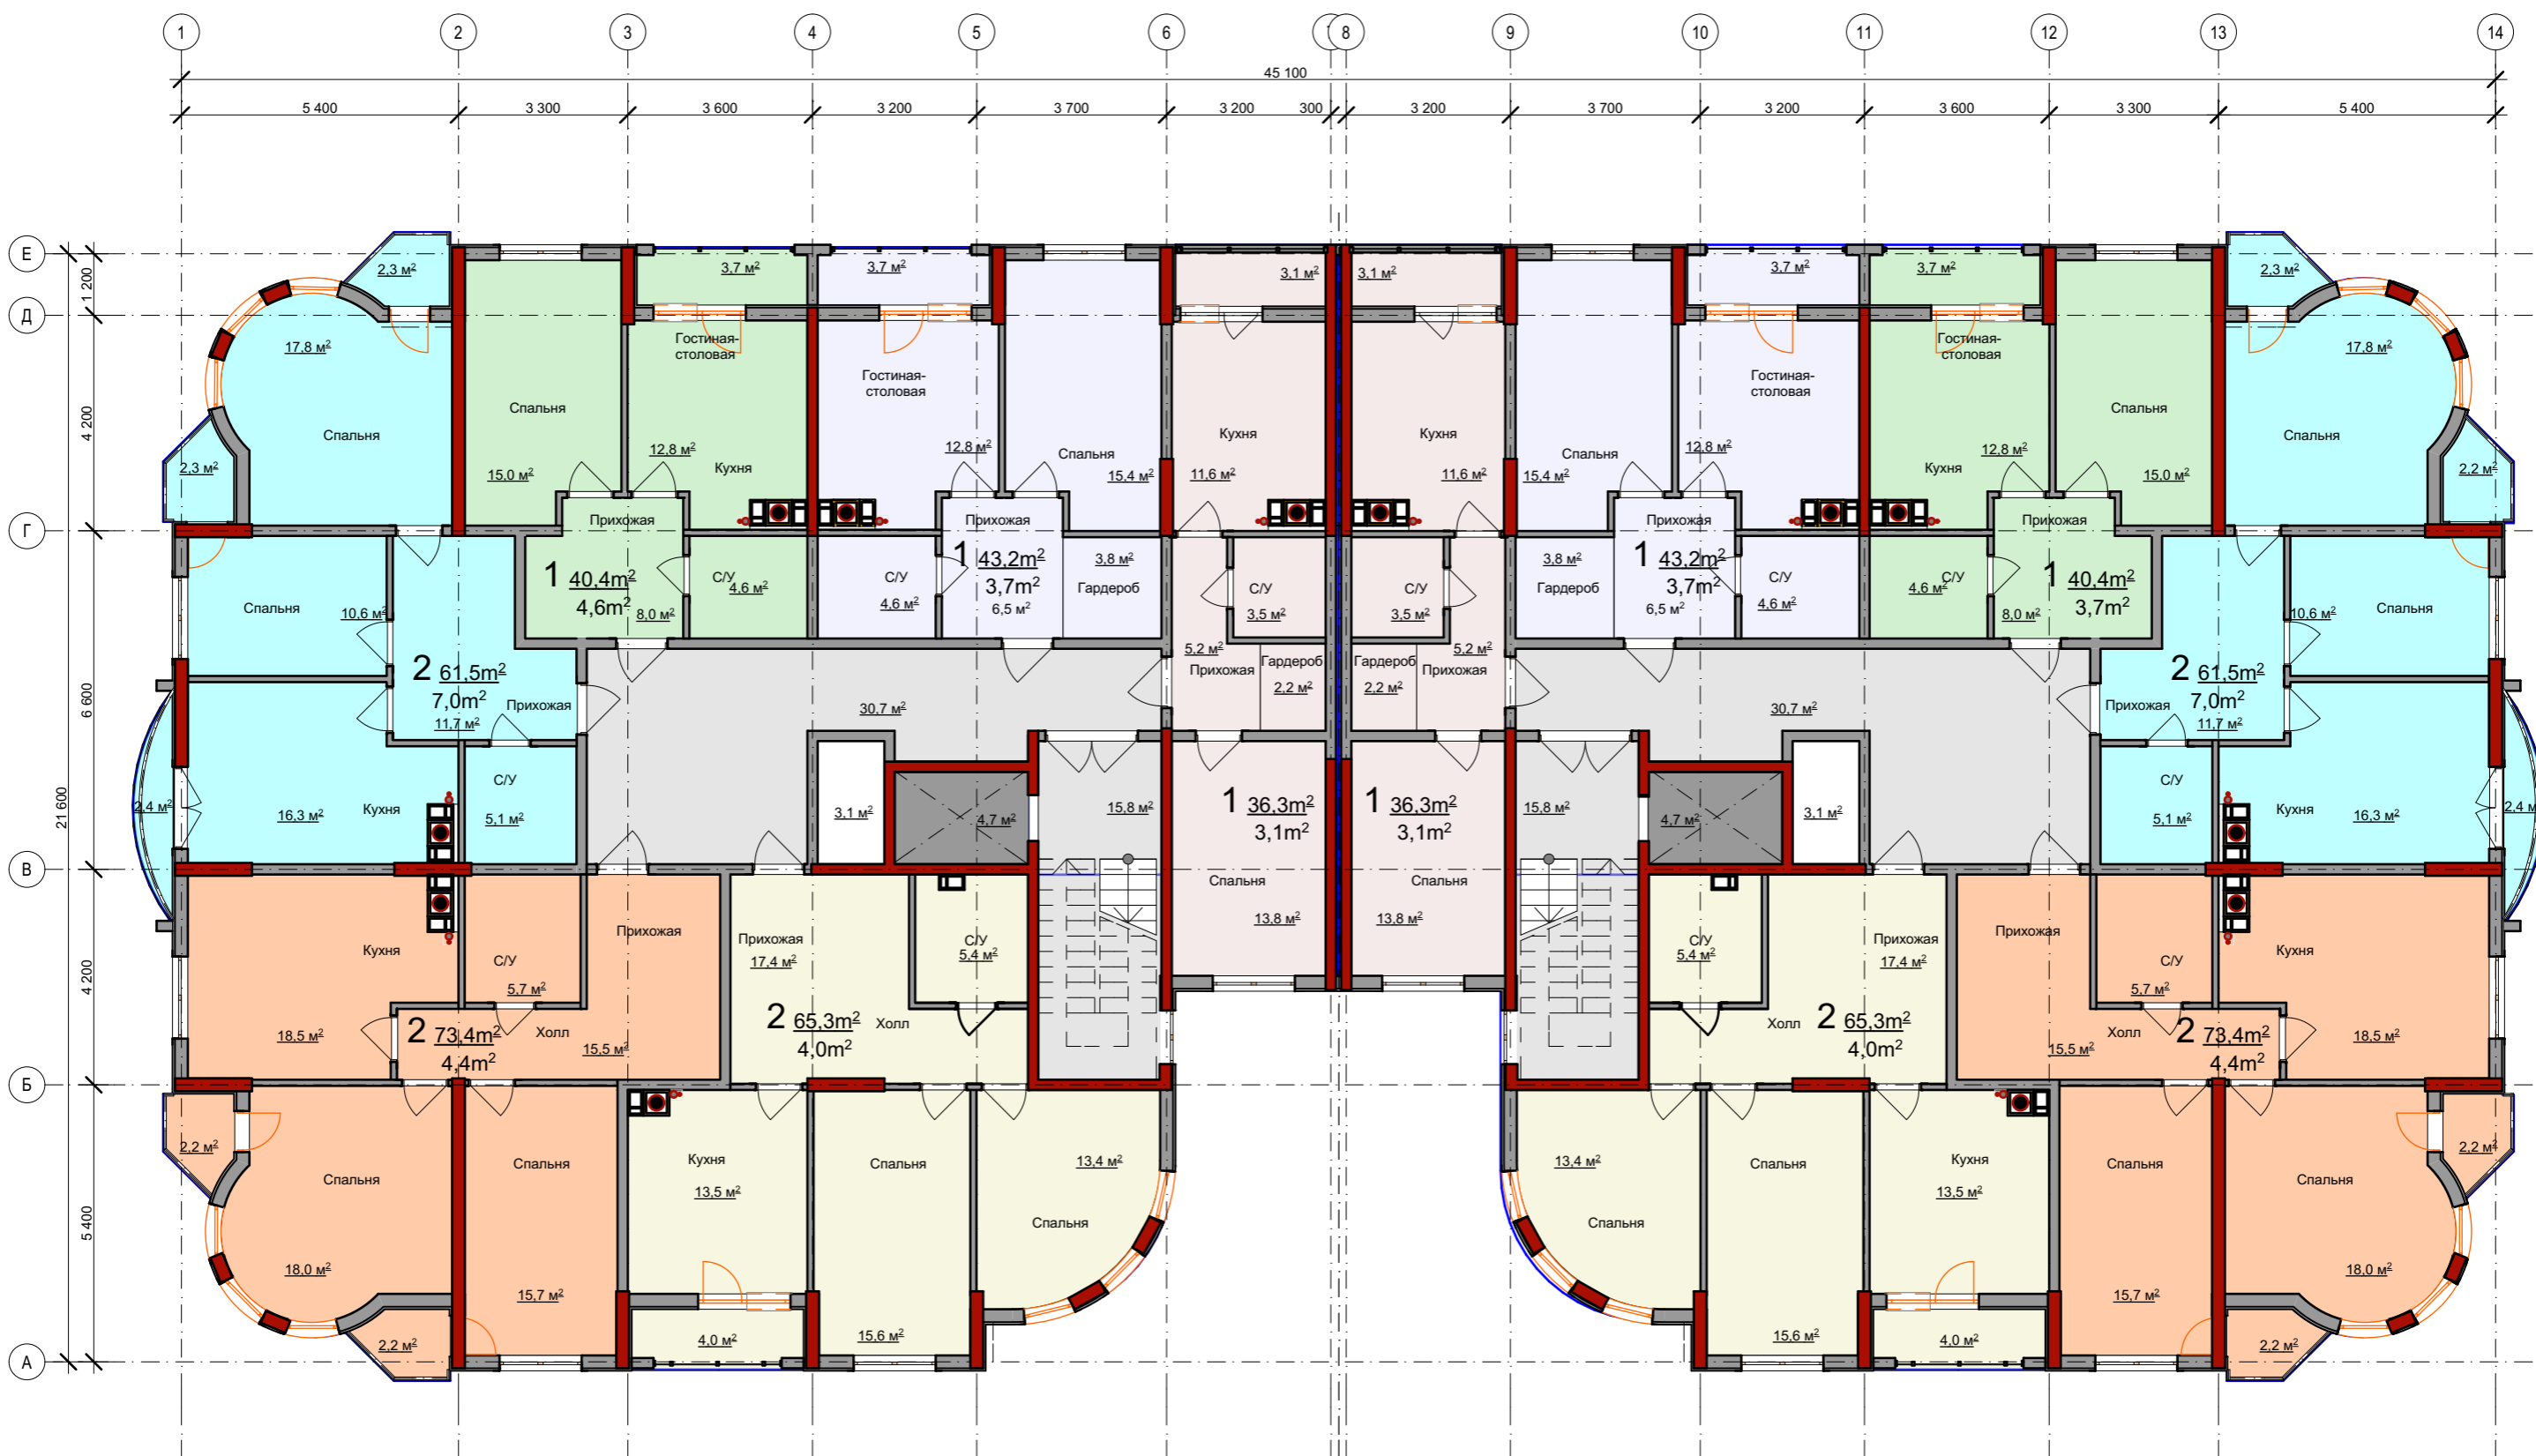 1 2 3 4 5 6 8 9 10 11 12 13 14
45 100
5 400 3 300 3 600 3 200 3 700 3 200 300 3 200 3 700 3 200 3 600 3 300 5 400
Е
Д
Г
В
Б
А
1 200
4 200
6 600
4 200
5 400
21 600
2,3 м²
17,8 м²
Спальня
2,3 м²
Спальня
10,6 м²
2 61,5m²
7,0m²
11,7 м²
Прихожая
2,4 м²
16,3 м²
Кухня
С/У
5,1 м²
Спальня
15,0 м²
3,7 м²
Гостиная-
столовая
12,8 м²
Кухня
Прихожая
1 40,4m²
4,6m²
8,0 м²
С/У
4,6 м²
3,7 м²
Гостиная-
столовая
12,8 м²
Спальня
15,4 м²
Прихожая
1 43,2m²
3,7m²
6,5 м²
С/У
4,6 м²
3,8 м²
Гардероб
3,1 м²
Кухня
11,6 м²
С/У
3,5 м²
5,2 м²
Прихожая
Гардероб
2,2 м²
1 36,3m²
3,1m²
Спальня
13,8 м²
30,7 м²
3,1 м²
4,7 м²
15,8 м²
Кухня
18,5 м²
С/У
5,7 м²
Прихожая
2 73,4m²
4,4m²
Холл
15,5 м²
2,2 м²
Спальня
18,0 м²
2,2 м²
Спальня
15,7 м²
Прихожая
17,4 м²
С/У
5,4 м²
2 65,3m²
4,0m²
Холл
Кухня
13,5 м²
4,0 м²
Спальня
15,6 м²
13,4 м²
Спальня
3,1 м²
Кухня
11,6 м²
С/У
3,5 м²
5,2 м²
Гардероб
Прихожая
2,2 м²
1 36,3m²
3,1m²
Спальня
13,8 м²
Спальня
15,4 м²
3,7 м²
Гостиная-
столовая
12,8 м²
3,8 м²
Гардероб
Прихожая
1 43,2m²
3,7m²
6,5 м²
С/У
4,6 м²
3,7 м²
Гостиная-
столовая
12,8 м²
Кухня
Спальня
15,0 м²
Прихожая
1 40,4m²
3,7m²
8,0 м²
С/У
4,6 м²
2,3 м²
17,8 м²
Спальня
2,2 м²
10,6 м²
Спальня
2 61,5m²
7,0m²
Прихожая
11,7 м²
С/У
5,1 м²
Кухня
16,3 м²
2,4 м
30,7 м²
15,8 м²
4,7 м²
3,1 м²
С/У
5,4 м²
Прихожая
17,4 м²
Холл
2 65,3m²
4,0m²
13,4 м²
Спальня
Спальня
15,6 м²
Кухня
13,5 м²
4,0 м²
Прихожая
С/У
5,7 м²
Холл
15,5 м²
2 73,4m²
4,4m²
Кухня
18,5 м²
Спальня
15,7 м²
2,2 м²
Спальня
18,0 м²
2,2 м²